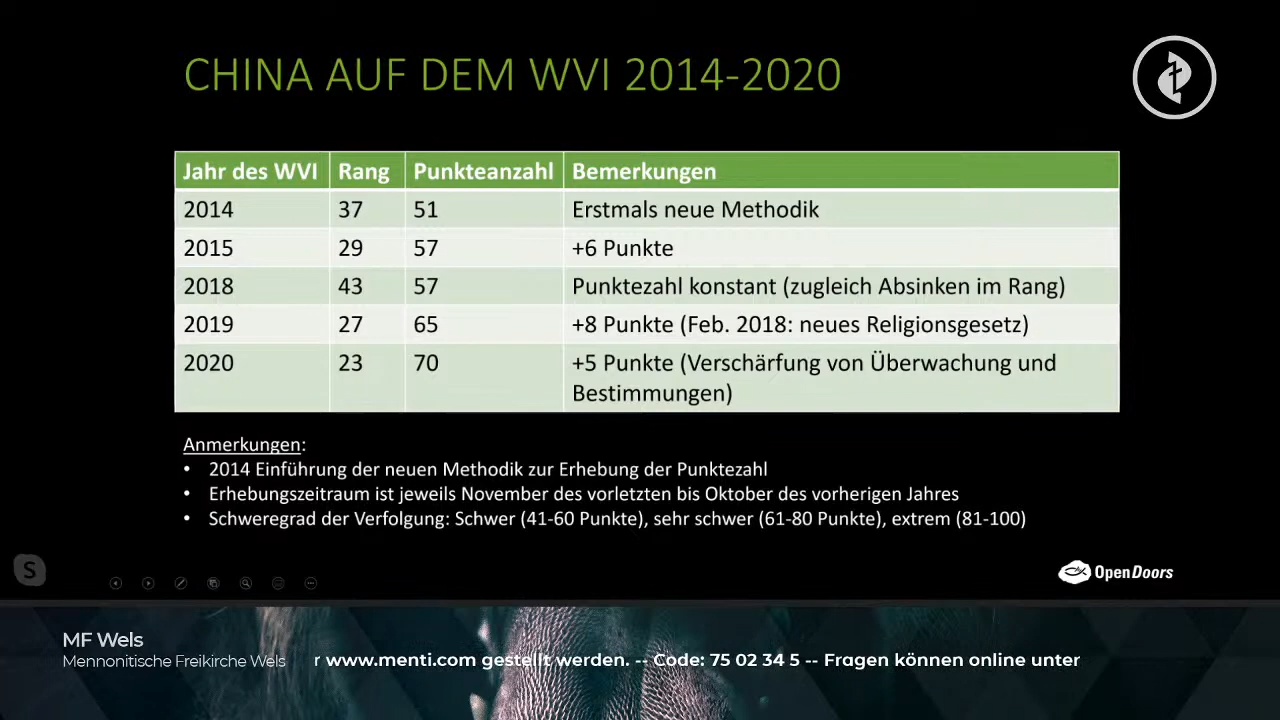 CHINA AUF DEM WVI 2014-2020
Jahr des WVI Rang Punkteanzahl Bemerkungen
2014 37 51 Erstmals neue Methodik
2015 29 57 +6 Punkte
2018 43 57 Punktezahl konstant (zugleich Absinken im Rang)
2019 27 65 +8 Punkte (Feb. 2018: neues Religionsgesetz)
2020 23 70 +5 Punkte (Verschärfung von Überwachung und
Bestimmungen)
Anmerkungen:
• 2014 Einführung der neuen Methodik zur Erhebung der Punktezahl
• Erhebungszeitraum ist jeweils November des vorletzten bis Oktober des vorherigen Jahres
• Schweregrad der Verfolgung: Schwer (41-60 Punkte), sehr schwer (61-80 Punkte), extrem (81-100)
S
OpenDoors
MF Wels
Mennonitische Freikirche Wels
r www.menti.com gestellt werden. -- Code: 75 02 34 5 -- Fragen können online unter